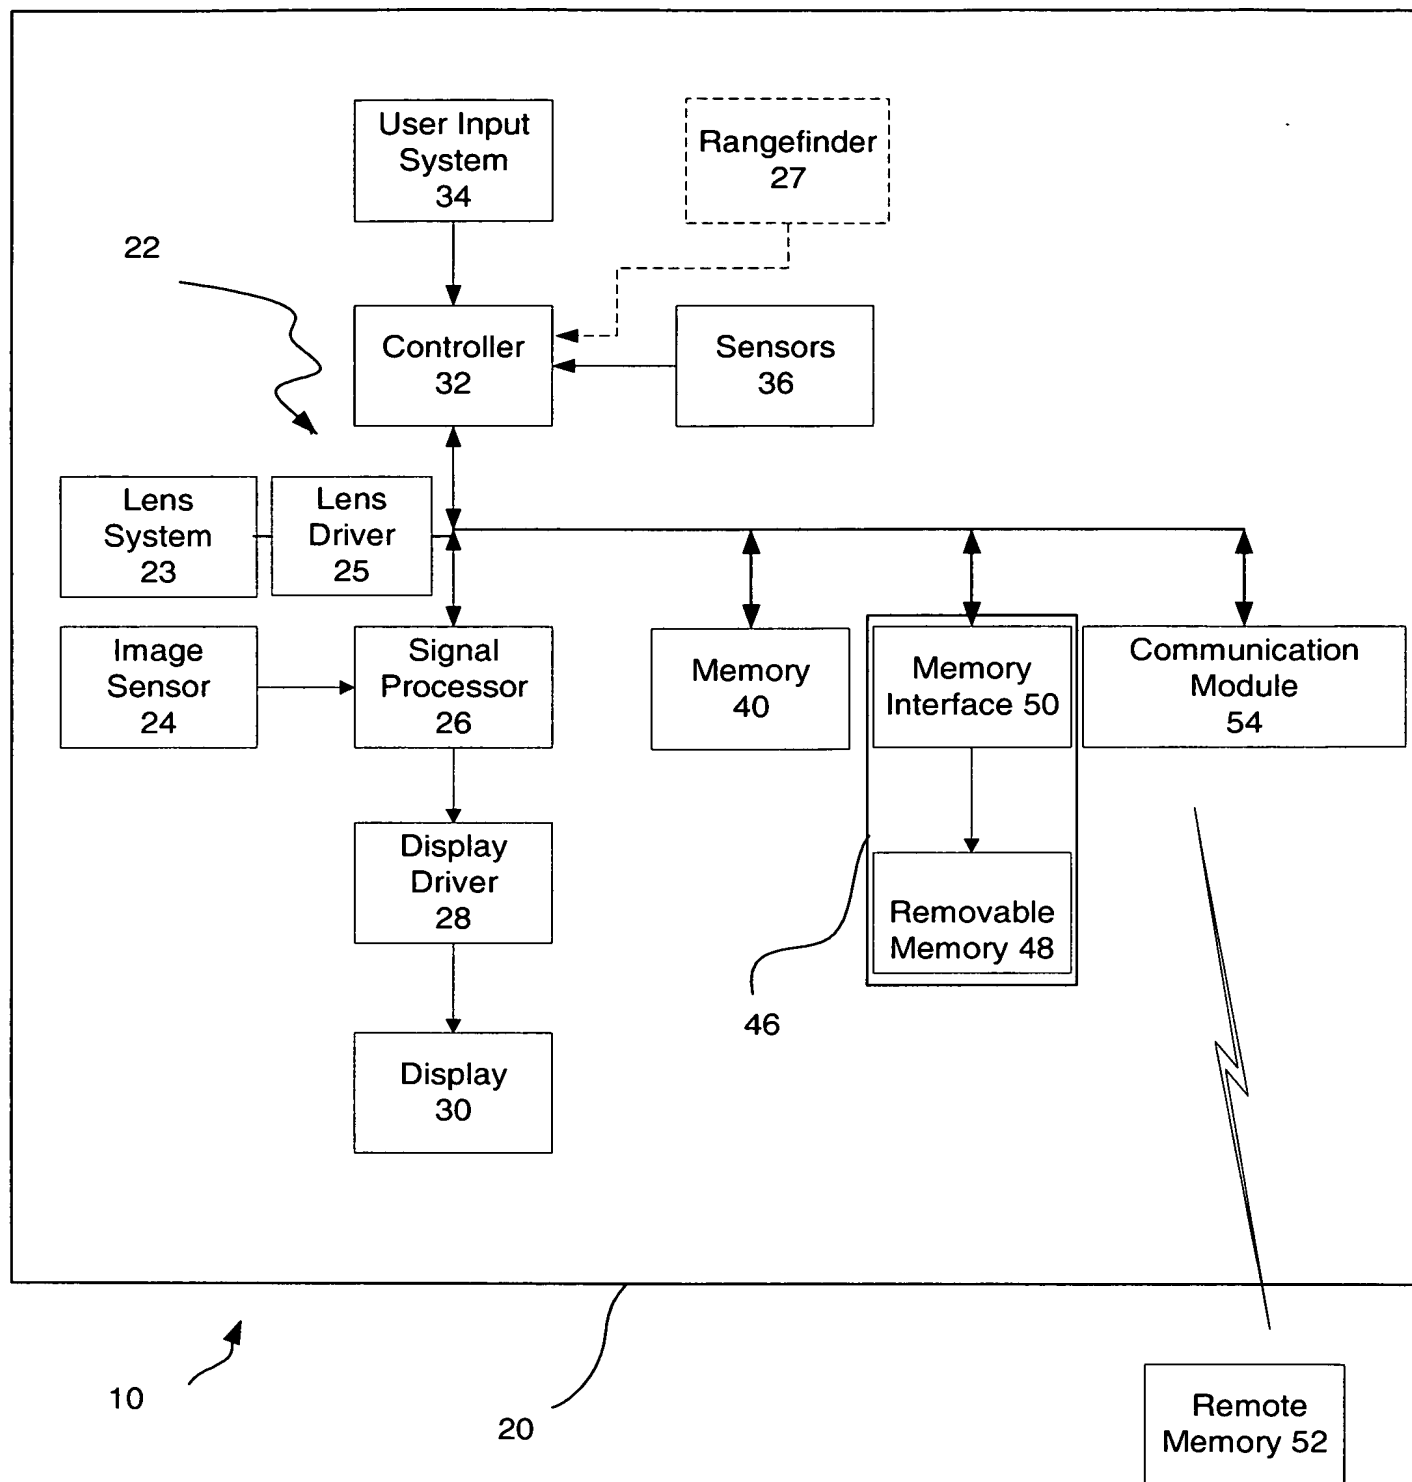 User Input
System
34
Rangefinder
27
22
Controller
32
Sensors
36
Lens
System
23
Lens
Driver
25
Image
Sensor
24
Signal
Processor
26
Memory
40
Memory
Interface 50
Communication
Module
54
Display
Driver
28
Removable
Memory 48
46
Display
30
10
20
Remote
Memory 52